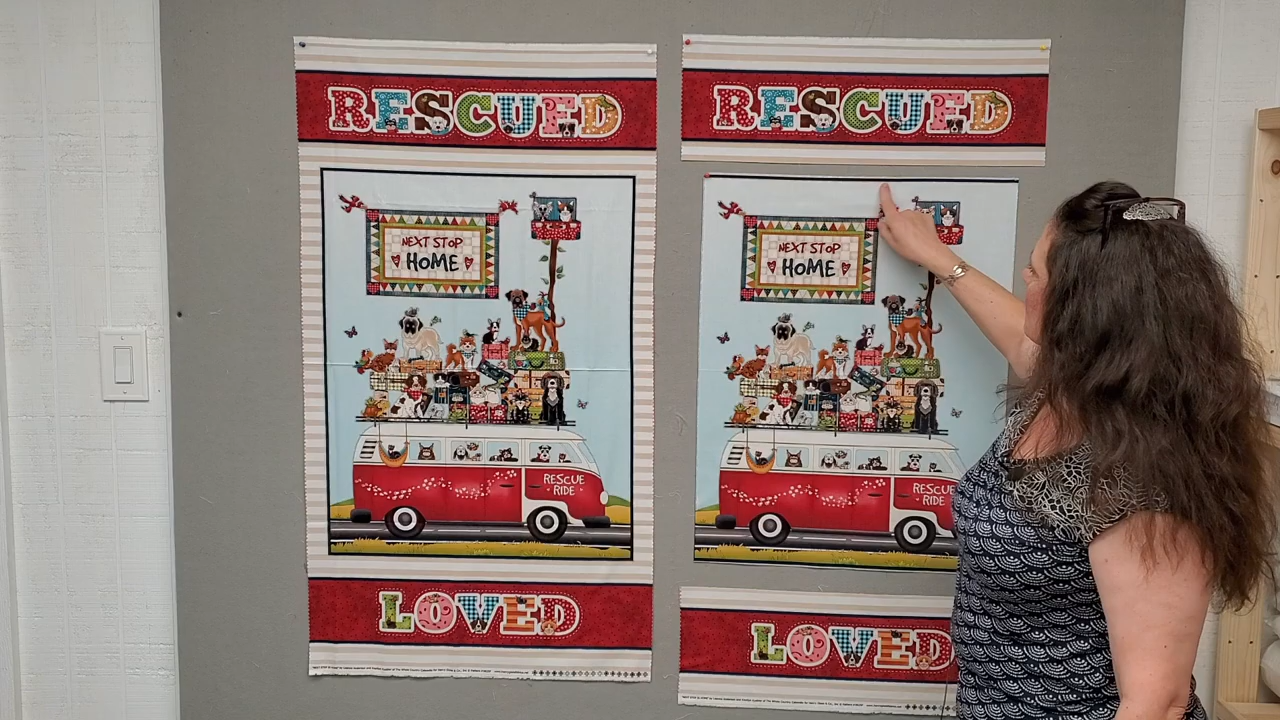 RESCUED
NEXT STOP
HOME
RESCUE
RIDE
LOVED
RESCUED
NEXT STOP
HOME
RESCUE
RIDE
LOVED